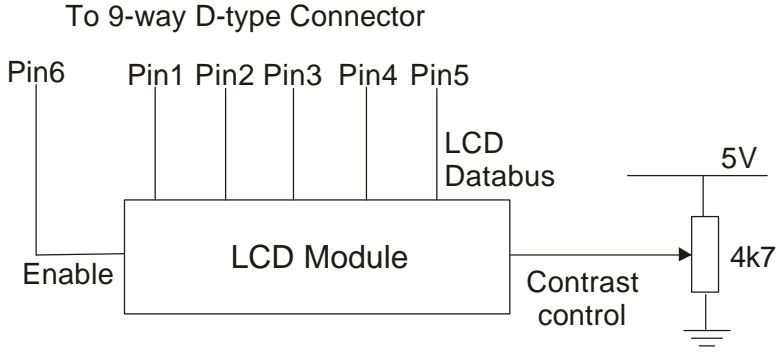 To 9-way D-type Connector
Pin6 Pin1 Pin2 Pin3 Pin4 Pin5
LCD
Databus
5V
LCD Module
4k7
Enable
Contrast
control